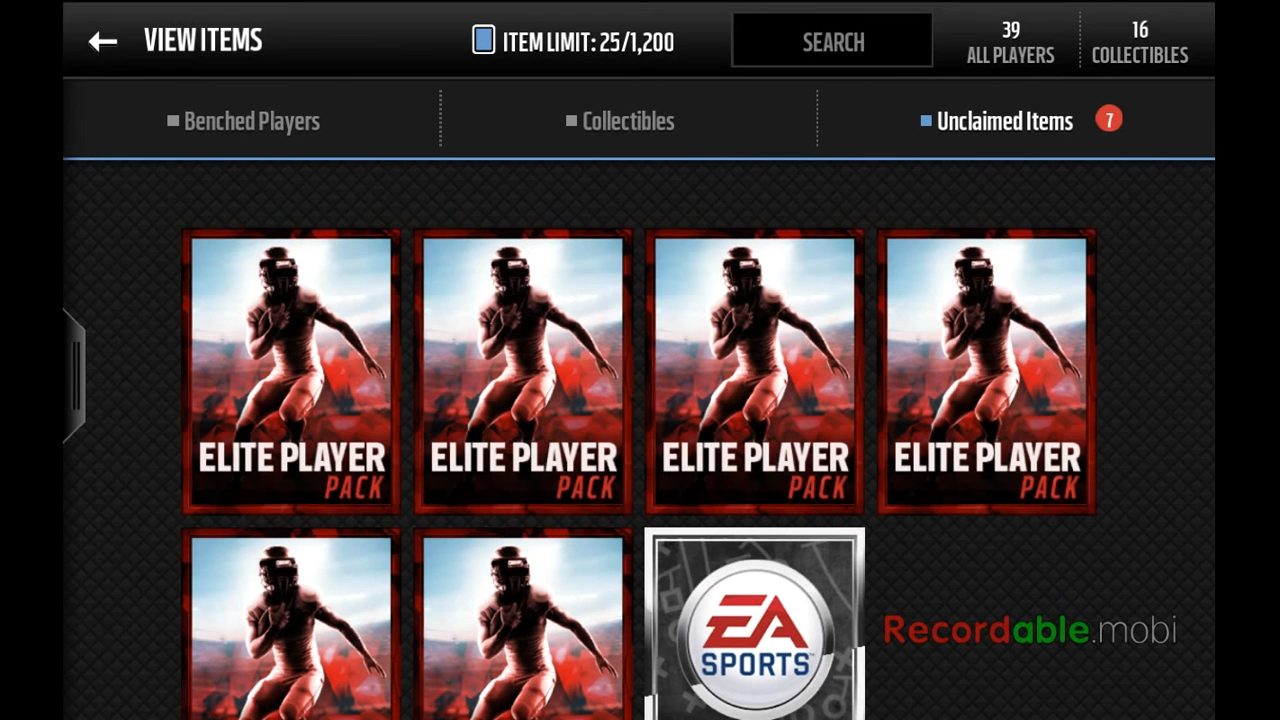 VIEW ITEMS
ITEM LIMIT: 25/1,200
SEARCH
39
ALL PLAYERS
16
COLLECTIBLES
Benched Players
Collectibles
Unclaimed Items
7
ELITE PLAYER
PACK
ELITE PLAYER
PACK
ELITE PLAYER
PACK
ELITE PLAYER
PACK
EA
SPORTS™
Recordable.mobi